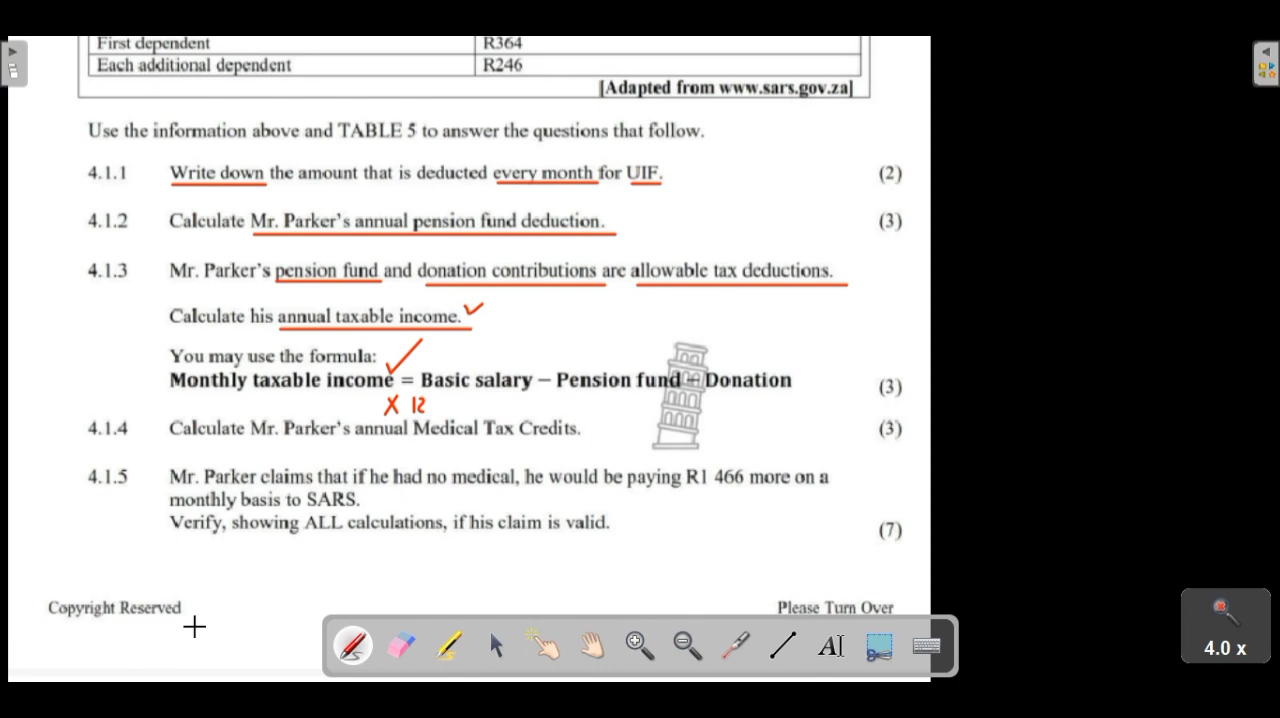 First dependent R364
Each additional dependent R246
[Adapted from www.sars.gov.za]
Use the information above and TABLE 5 to answer the questions that follow.
4.1.1 Write down the amount that is deducted every month for UIF. (2)
4.1.2 Calculate Mr. Parker's annual pension fund deduction. (3)
4.1.3 Mr. Parker's pension fund and donation contributions are allowable tax deductions.
Calculate his annual taxable income.
You may use the formula:
Monthly taxable income = Basic salary – Pension fund – Donation (3)
X 12
4.1.4 Calculate Mr. Parker's annual Medical Tax Credits. (3)
4.1.5 Mr. Parker claims that if he had no medical, he would be paying R1 466 more on a
monthly basis to SARS.
Verify, showing ALL calculations, if his claim is valid. (7)
Copyright Reserved Please Turn Over
AI
4.0 x